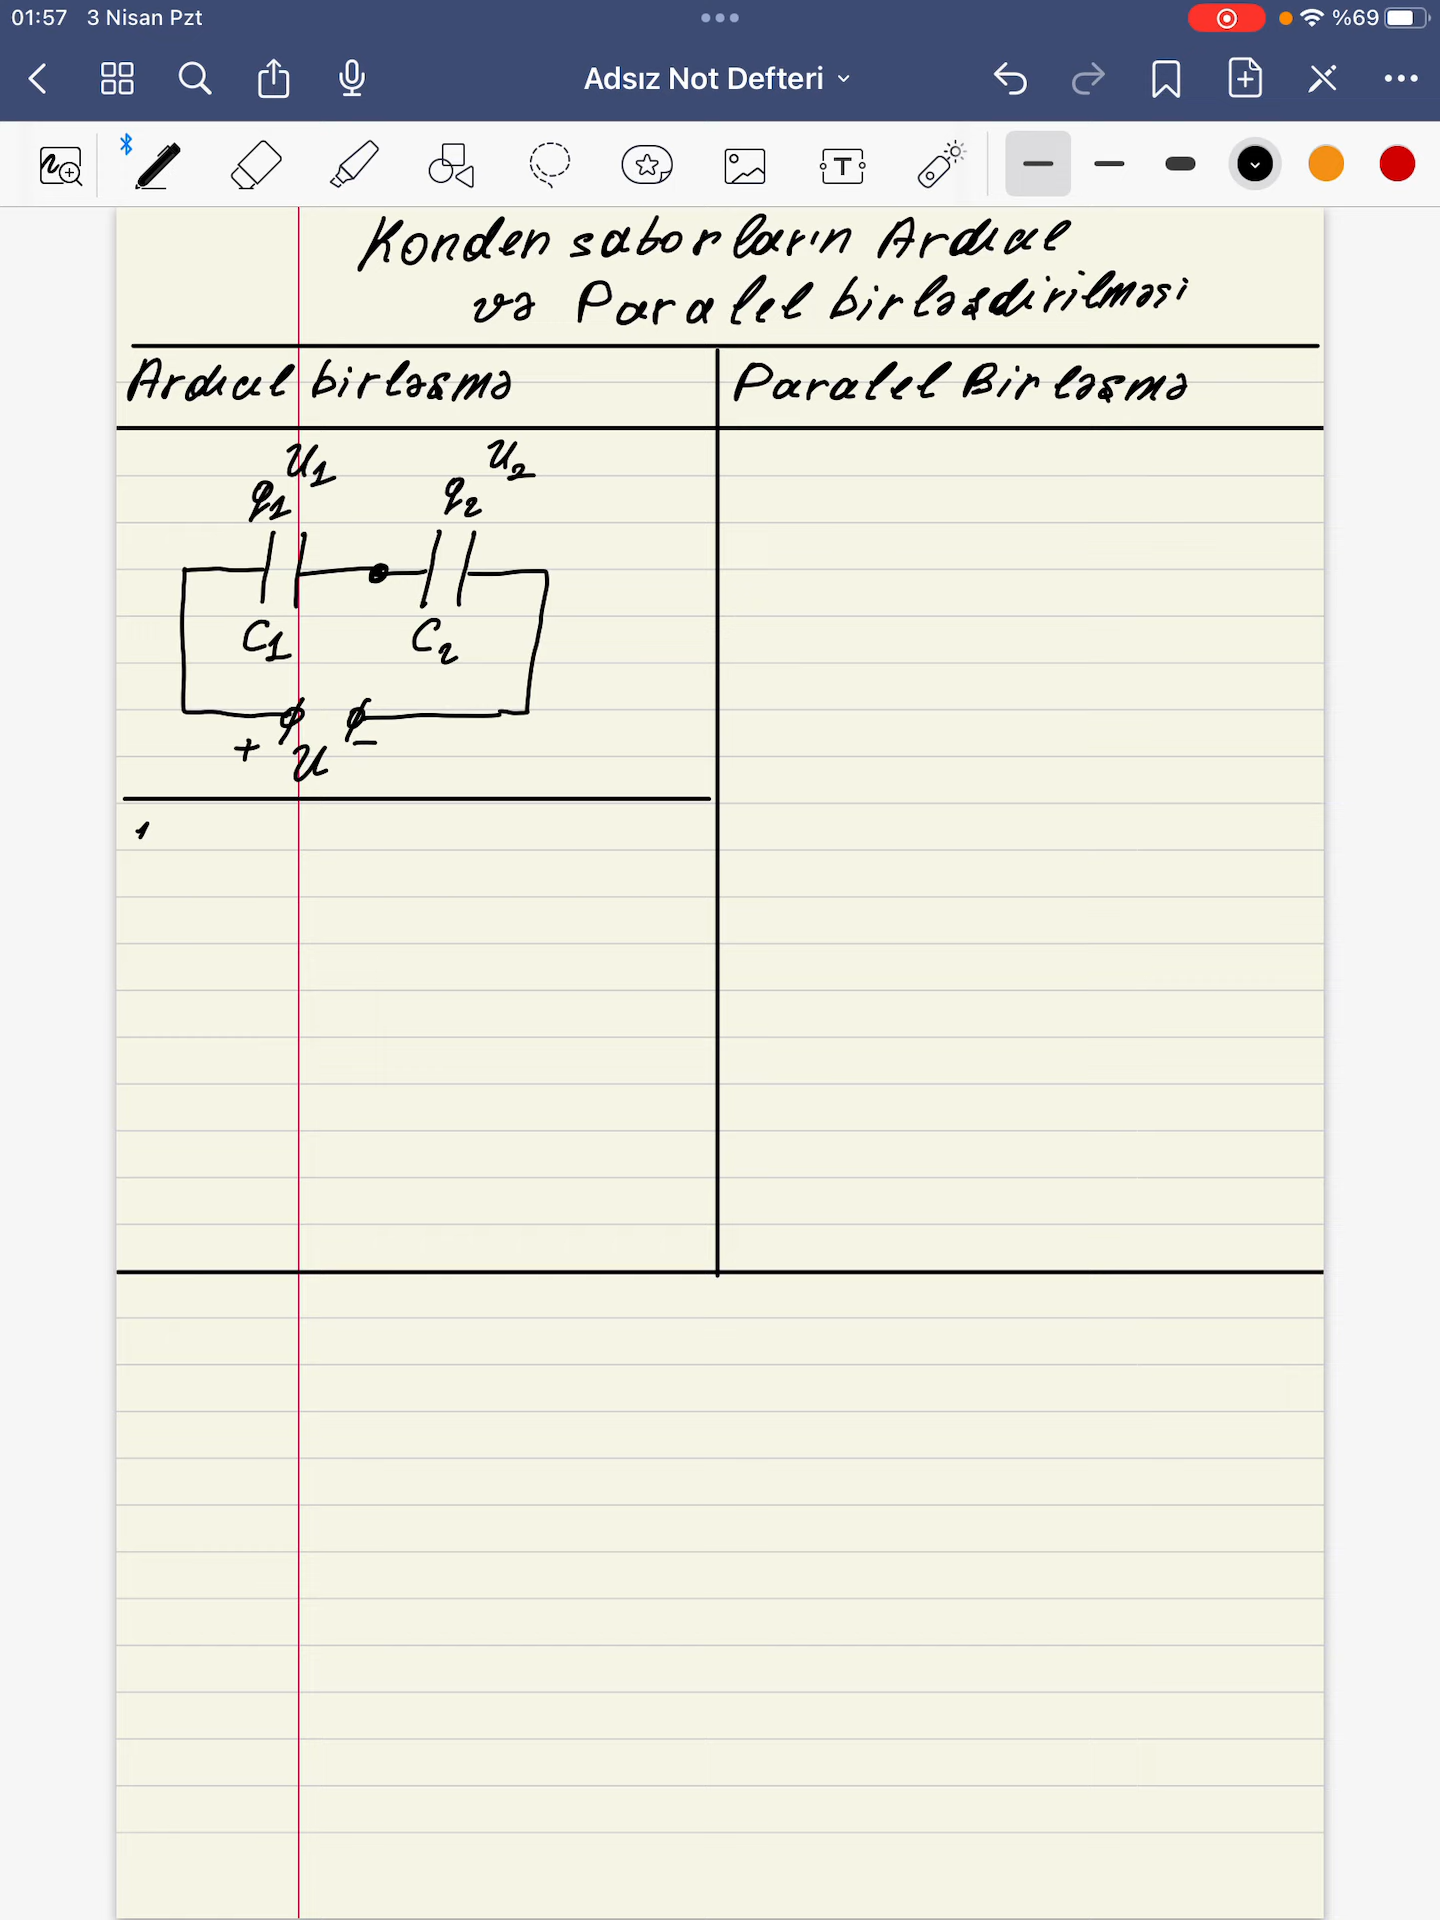 01:57 3 Nisan Pzt %69
Adsız Not Defteri
T
Kondensatorların Ardıcıl
və Paralel birləşdirilməsi
Ardıcıl birləşmə
Paralel Birləşmə
U1 U2
q1 q2
C1 C2
+ U –
1